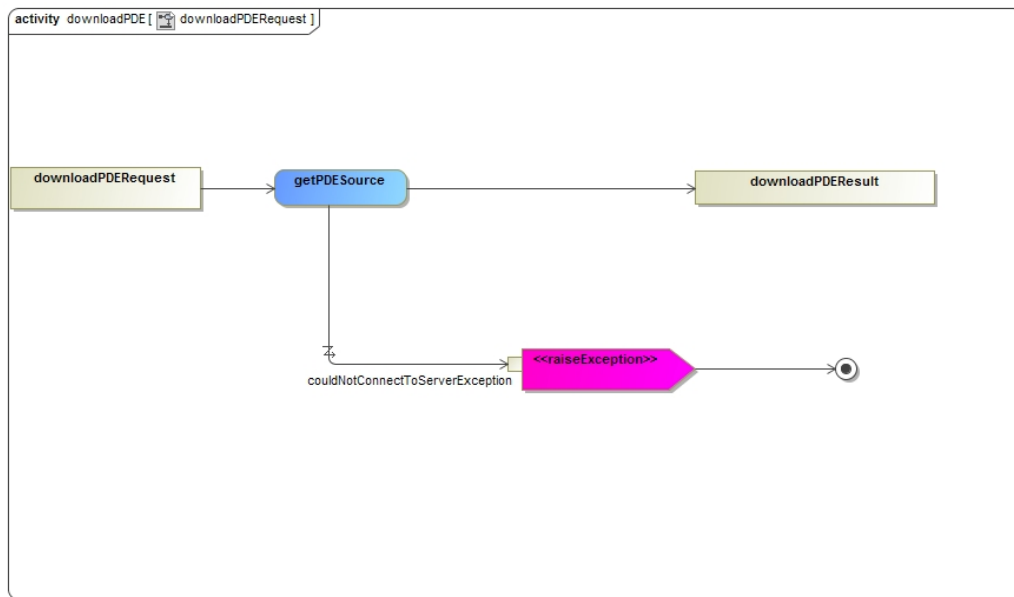 activity downloadPDE [ downloadPDERequest ]
downloadPDERequest
getPDESource
downloadPDEResult
<<raiseException>>
couldNotConnectToServerException